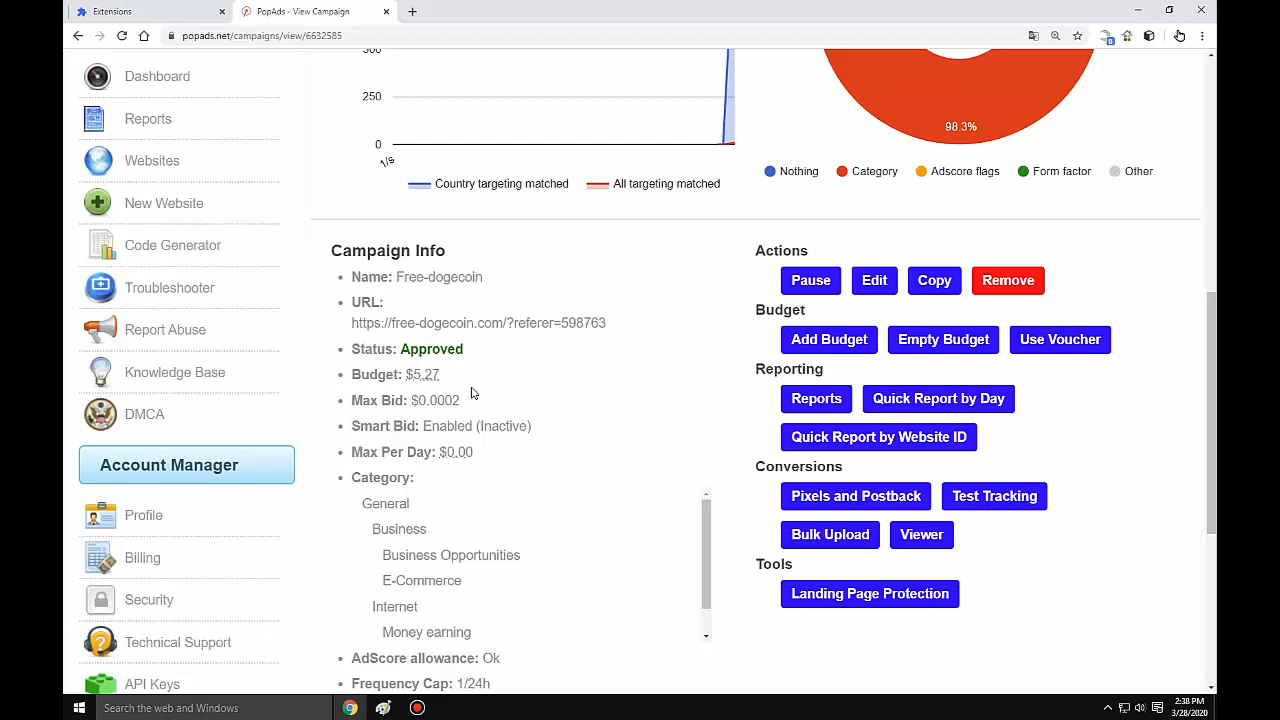 Extensions
PopAds - View Campaign
popads.net/campaigns/view/6632585
Dashboard
Reports
Websites
New Website
Code Generator
Troubleshooter
Report Abuse
Knowledge Base
DMCA
Account Manager
Profile
Billing
Security
Technical Support
API Keys
500
250
0
1/s
Country targeting matched
All targeting matched
98.3%
Nothing
Category
Adscore flags
Form factor
Other
Campaign Info
Name: Free-dogecoin
URL:
https://free-dogecoin.com/?referer=598763
Status: Approved
Budget: $5.27
Max Bid: $0.0002
Smart Bid: Enabled (Inactive)
Max Per Day: $0.00
Category:
General
Business
Business Opportunities
E-Commerce
Internet
Money earning
AdScore allowance: Ok
Frequency Cap: 1/24h
Actions
Pause Edit Copy Remove
Budget
Add Budget Empty Budget Use Voucher
Reporting
Reports Quick Report by Day
Quick Report by Website ID
Conversions
Pixels and Postback Test Tracking
Bulk Upload Viewer
Tools
Landing Page Protection
Search the web and Windows
2:38 PM
3/28/2020